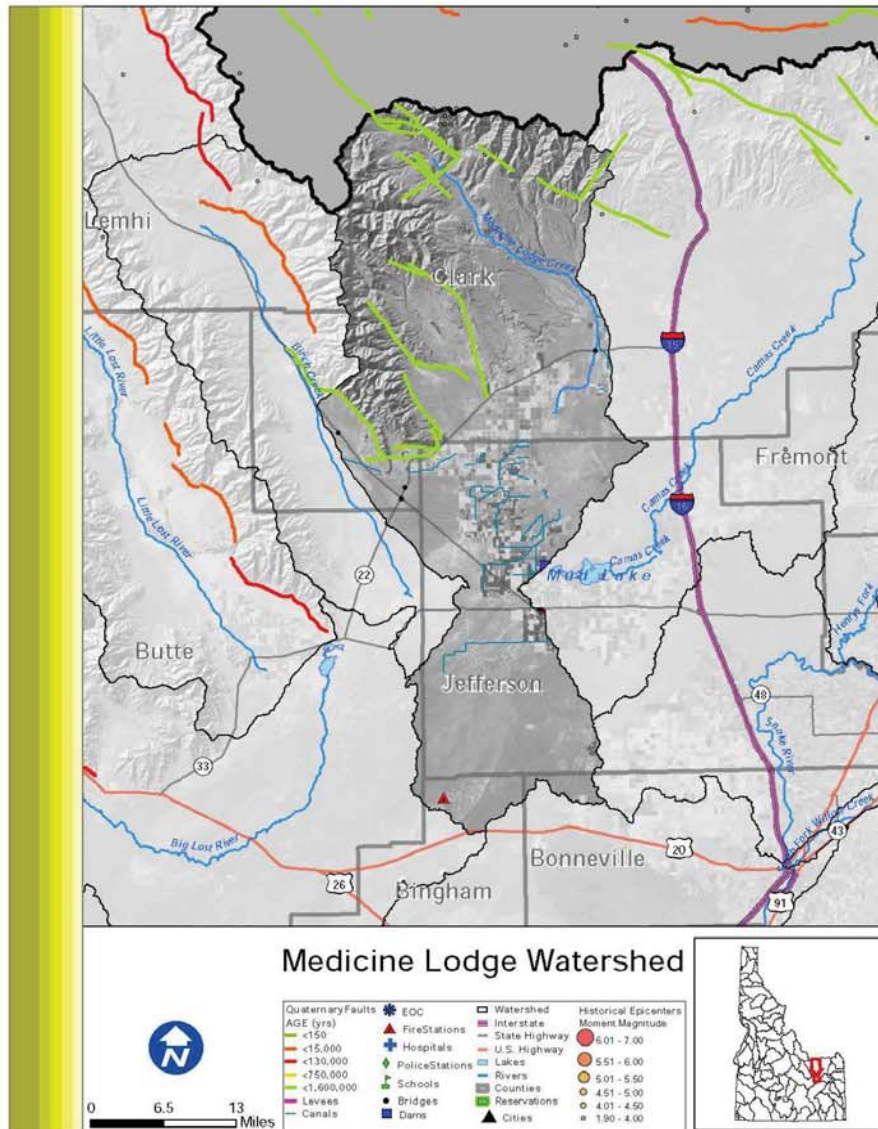 Lemhi
Clark
Medicine Lodge Creek
15
Little Lost River
Birch Creek
Camas Creek
Fremont
15
Camas Creek
Little Lost River
Camas Creek
Mud Lake
22
Henrys Fork
Butte
Jefferson
48
Snake River
33
Big Lost River
Fork Willow Creek
43
20
Bonneville
26
Bingham
91
Medicine Lodge Watershed
N
0 6.5 13
Miles
Quaternary Faults
AGE (yrs)
<150
<15,000
<130,000
<750,000
<1,600,000
Levees
Canals
EOC
FireStations
Hospitals
PoliceStations
Schools
Bridges
Dams
Watershed
Interstate
State Highway
U.S. Highway
Lakes
Rivers
Counties
Reservations
Cities
Historical Epicenters
Moment Magnitude
6.01 - 7.00
5.51 - 6.00
5.01 - 5.50
4.51 - 5.00
4.01 - 4.50
1.90 - 4.00